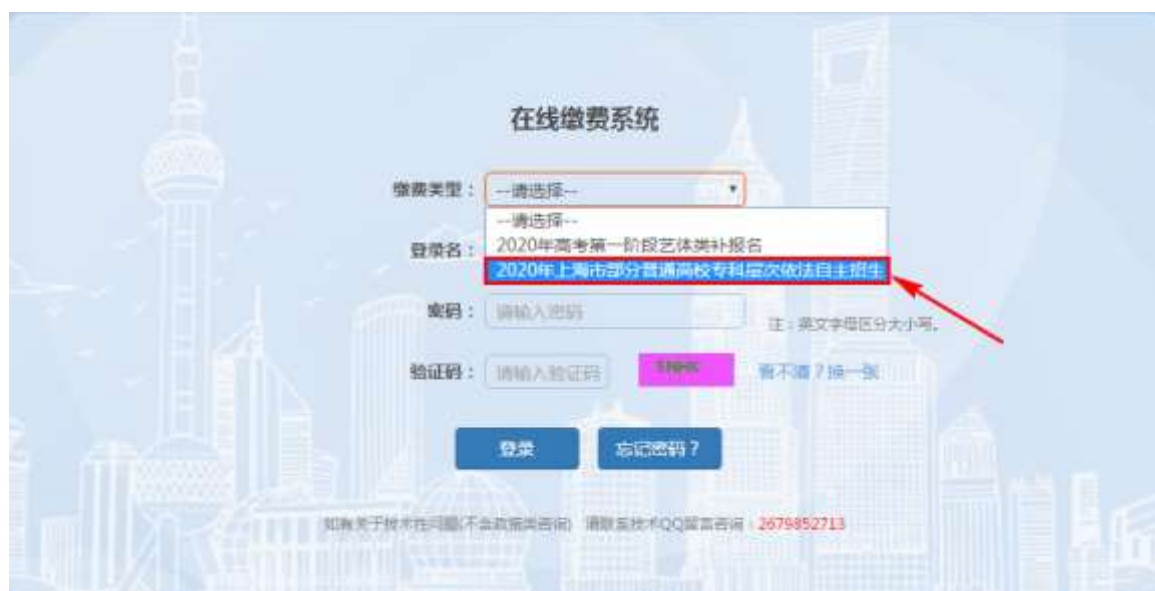 在线缴费系统
缴费类型： ---请选择---
---请选择---
2020年高考第一阶段艺体类补报名
2020年上海市部分普通高校专科层次依法自主招生
登录名：
密码： 请输入密码 注：英文字母区分大小写。
验证码： 请输入验证码 看不清？换一张
登录 忘记密码？
如有关于技术性问题(不含政策类咨询) 请联系技术QQ留言咨询：2679852713